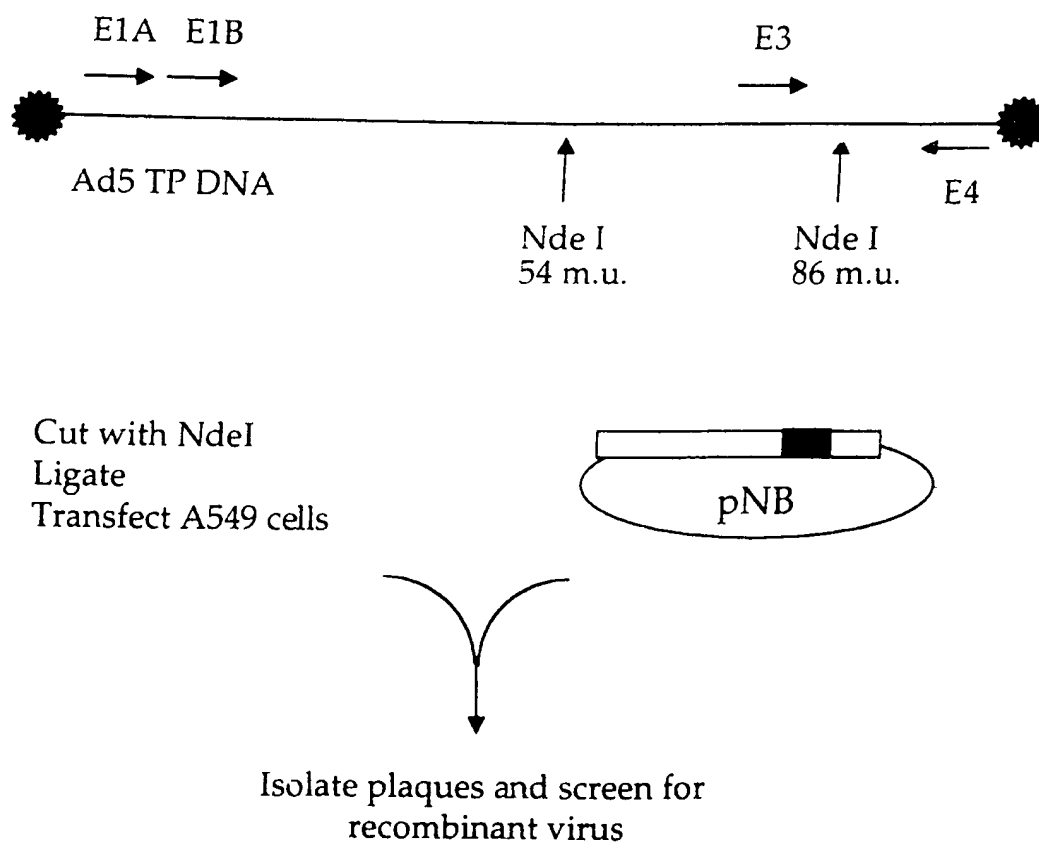 E1A E1B
E3
Ad5 TP DNA
E4
Nde I
54 m.u.
Nde I
86 m.u.
Cut with NdeI
Ligate
Transfect A549 cells
pNB
Isolate plaques and screen for
recombinant virus